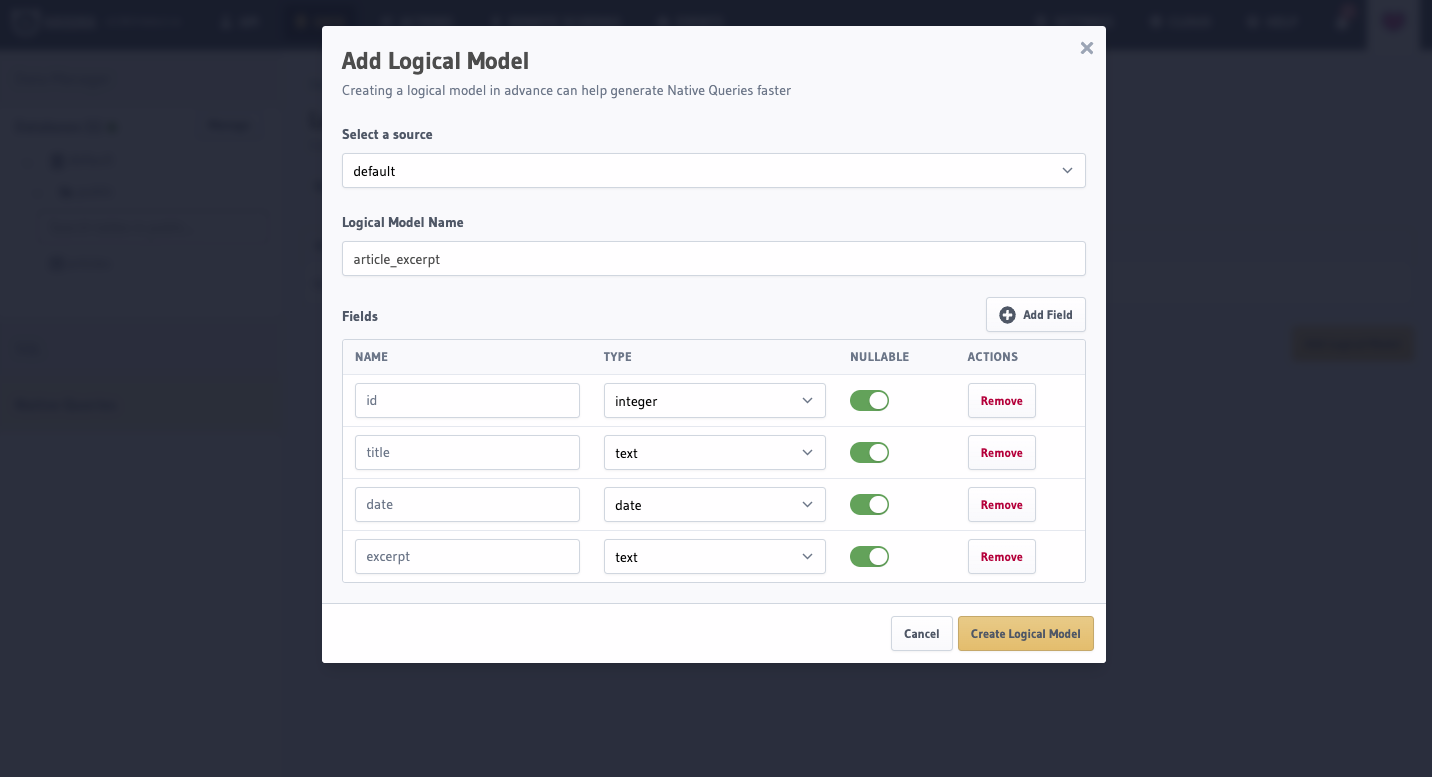 Add Logical Model
Creating a logical model in advance can help generate Native Queries faster
Select a source
default
Logical Model Name
article_excerpt
Fields
Add Field
NAME TYPE NULLABLE ACTIONS
id integer Remove
title text Remove
date date Remove
excerpt text Remove
Cancel Create Logical Model